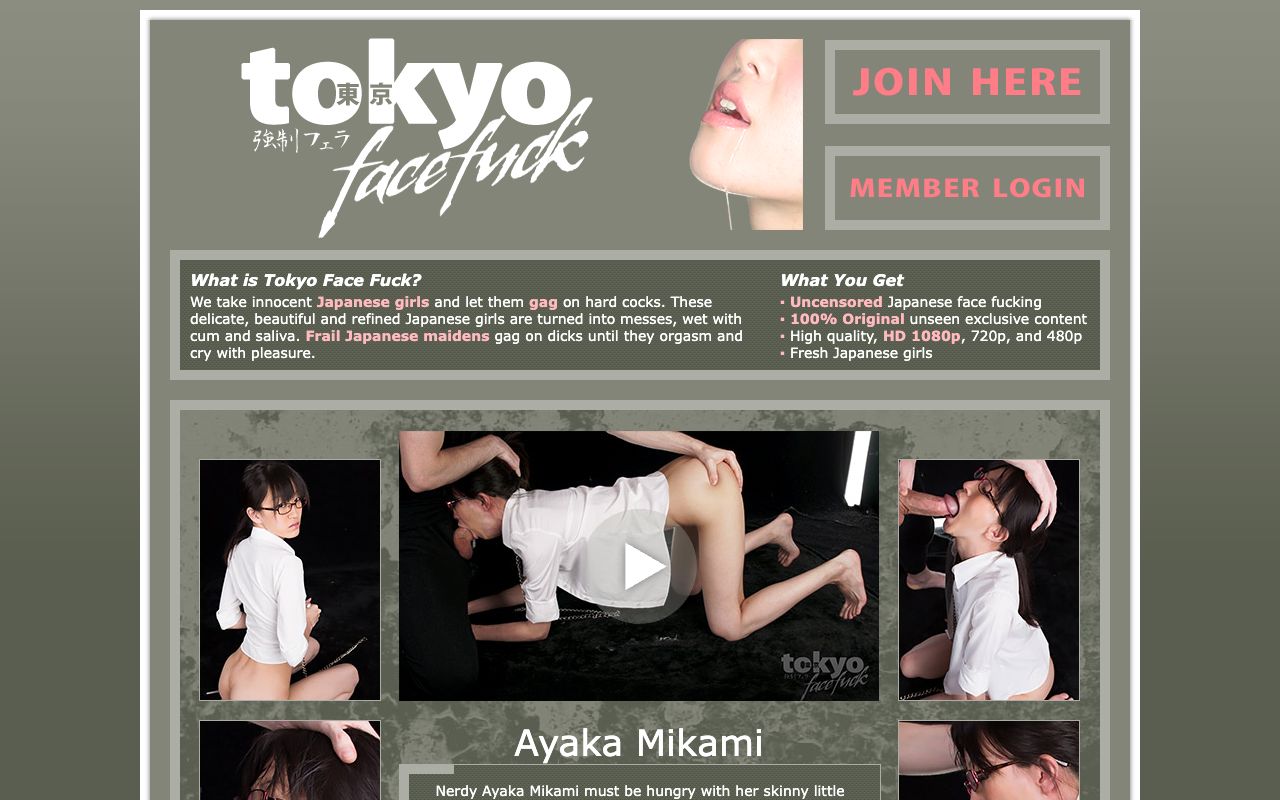 tokyo
東京
強制フェラ
facefuck
JOIN HERE
MEMBER LOGIN
What is Tokyo Face Fuck?
We take innocent Japanese girls and let them gag on hard cocks. These
delicate, beautiful and refined Japanese girls are turned into messes, wet with
cum and saliva. Frail Japanese maidens gag on dicks until they orgasm and
cry with pleasure.
What You Get
▪ Uncensored Japanese face fucking
▪ 100% Original unseen exclusive content
▪ High quality, HD 1080p, 720p, and 480p
▪ Fresh Japanese girls
tokyo
facefuck
Ayaka Mikami
Nerdy Ayaka Mikami must be hungry with her skinny little